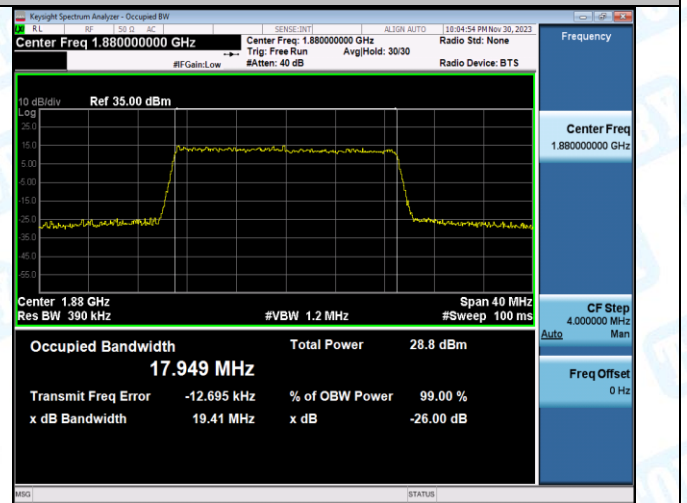 Keysight Spectrum Analyzer - Occupied BW
RL RF 50 Ω AC SENSE:INT ALIGN AUTO 10:04:54 PM Nov 30, 2023
Center Freq 1.880000000 GHz
Center Freq: 1.880000000 GHz
Radio Std: None
Trig: Free Run Avg|Hold: 30/30
#IFGain:Low #Atten: 40 dB Radio Device: BTS
Frequency
10 dB/div Ref 35.00 dBm
Log
25.0
15.0
5.00
-5.00
-15.0
-25.0
-35.0
-45.0
-55.0
Center 1.88 GHz Span 40 MHz
Res BW 390 kHz #VBW 1.2 MHz #Sweep 100 ms
Occupied Bandwidth Total Power 28.8 dBm
17.949 MHz
Transmit Freq Error -12.695 kHz % of OBW Power 99.00 %
x dB Bandwidth 19.41 MHz x dB -26.00 dB
Center Freq
1.880000000 GHz
CF Step
4.000000 MHz
Auto Man
Freq Offset
0 Hz
MSG STATUS